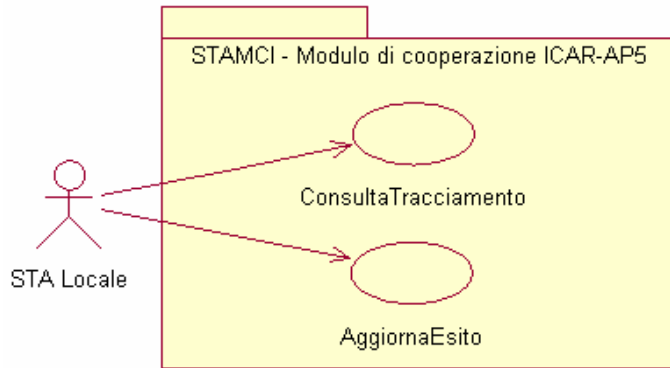 STAMCI - Modulo di cooperazione ICAR-AP5
ConsultaTracciamento
STA Locale
AggiornaEsito